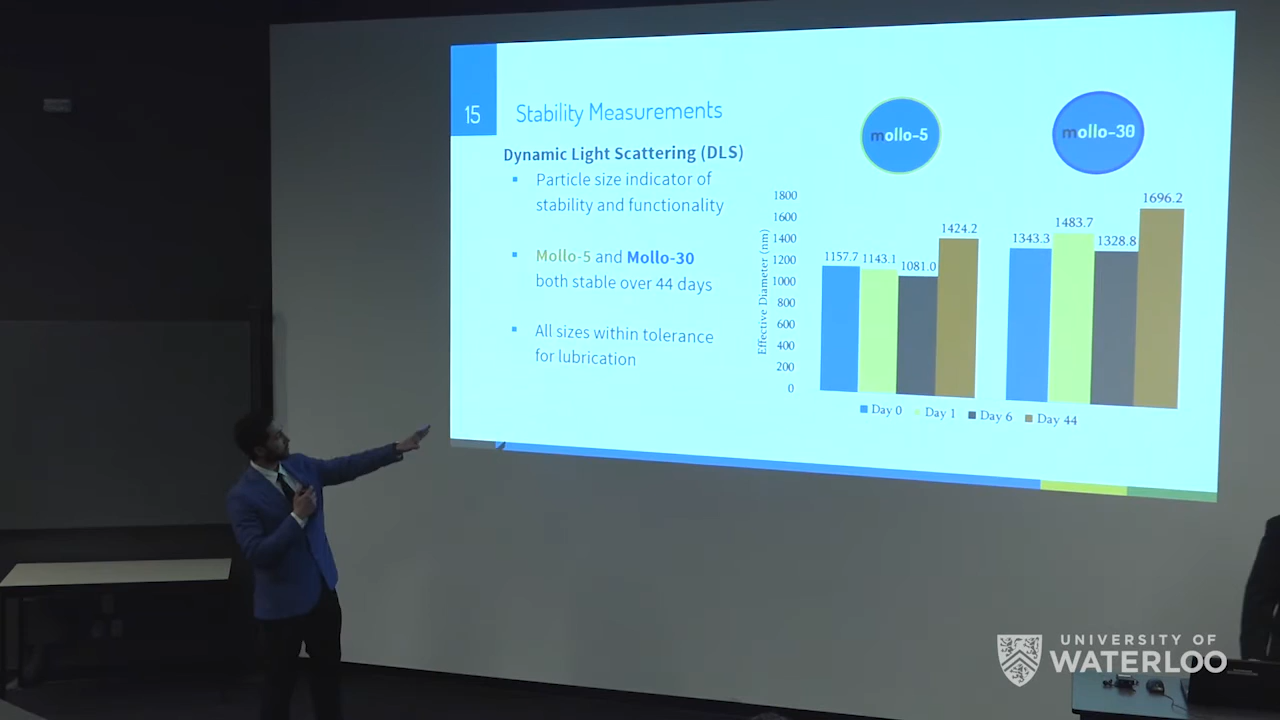 15
Stability Measurements
Dynamic Light Scattering (DLS)
▪ Particle size indicator of
stability and functionality
▪ Mollo-5 and Mollo-30
both stable over 44 days
▪ All sizes within tolerance
for lubrication
mollo-5
mollo-30
Effective Diameter (nm)
1800
1600
1400
1200
1000
800
600
400
200
0
1157.7
1143.1
1081.0
1424.2
1343.3
1483.7
1328.8
1696.2
Day 0 Day 1 Day 6 Day 44
UNIVERSITY OF
WATERLOO